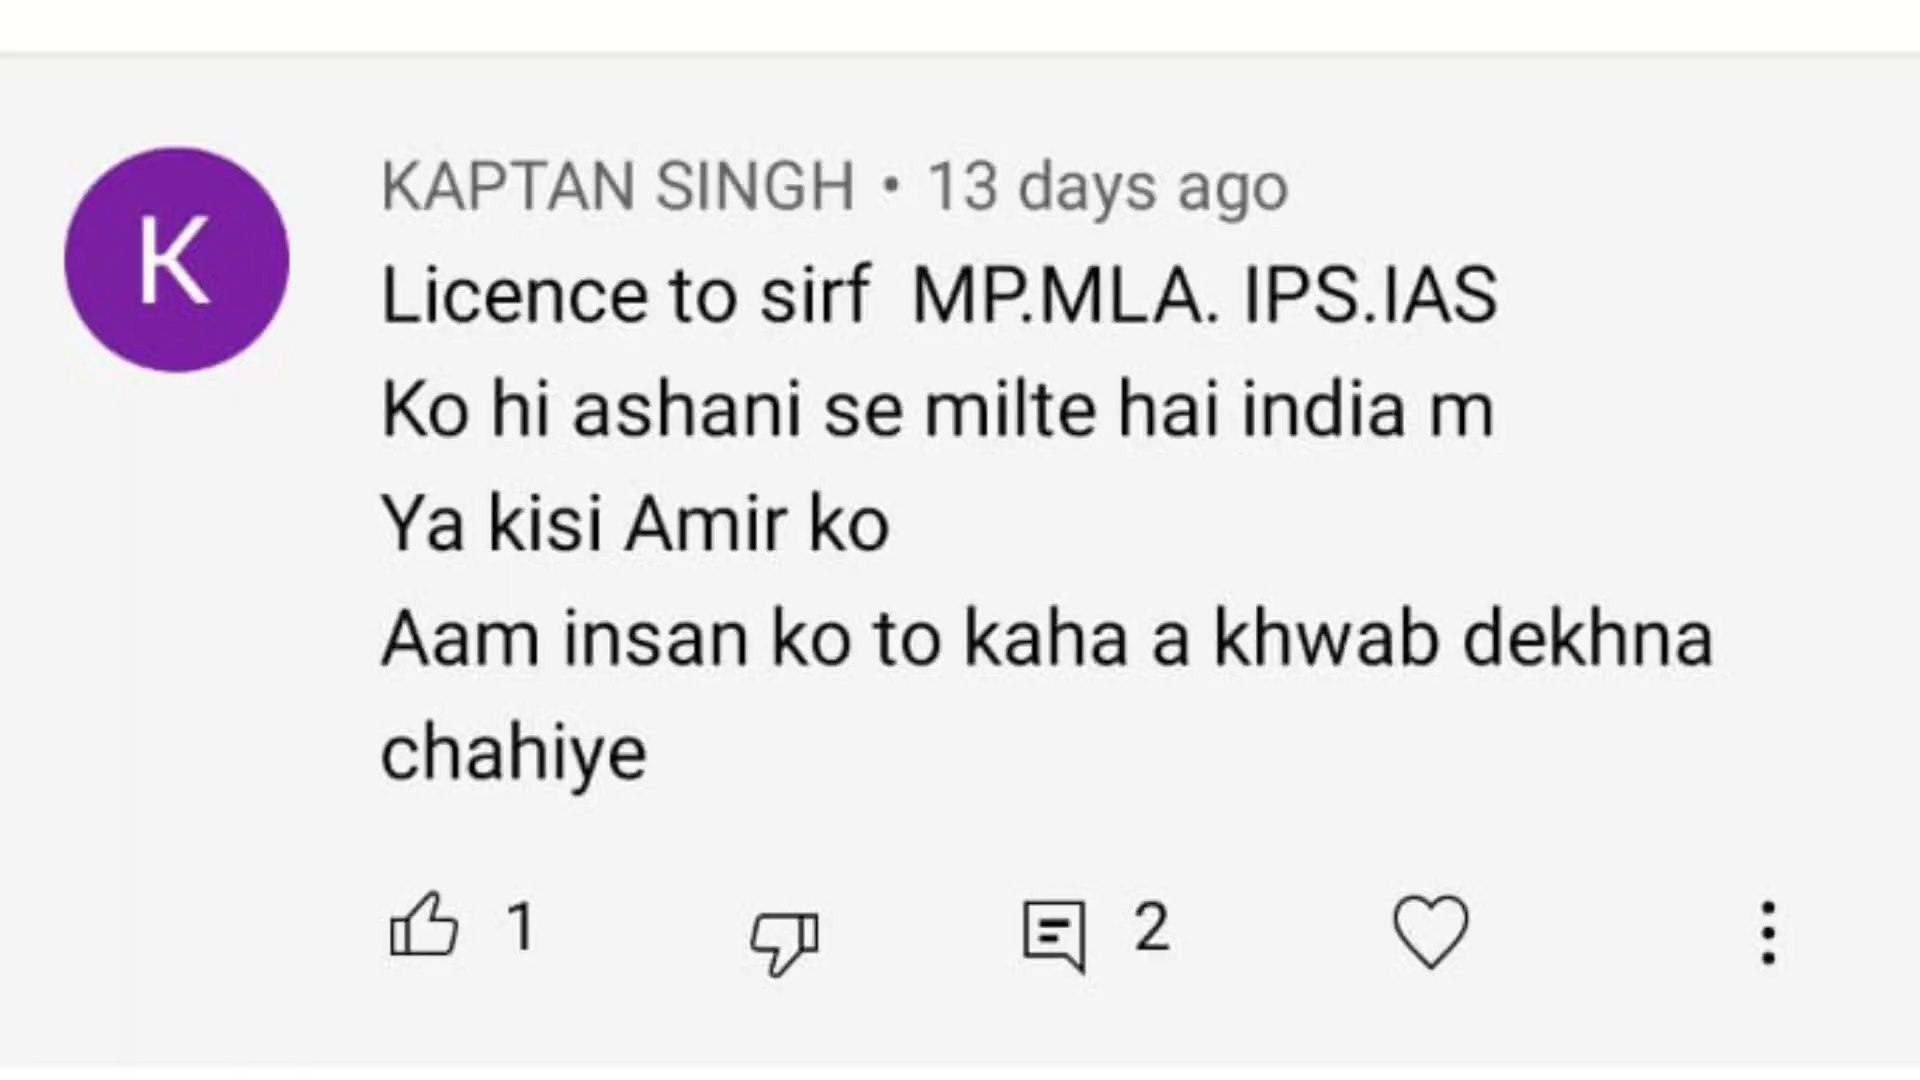 K
KAPTAN SINGH • 13 days ago
Licence to sirf  MP.MLA. IPS.IAS
Ko hi ashani se milte hai india m
Ya kisi Amir ko
Aam insan ko to kaha a khwab dekhna
chahiye
1 2